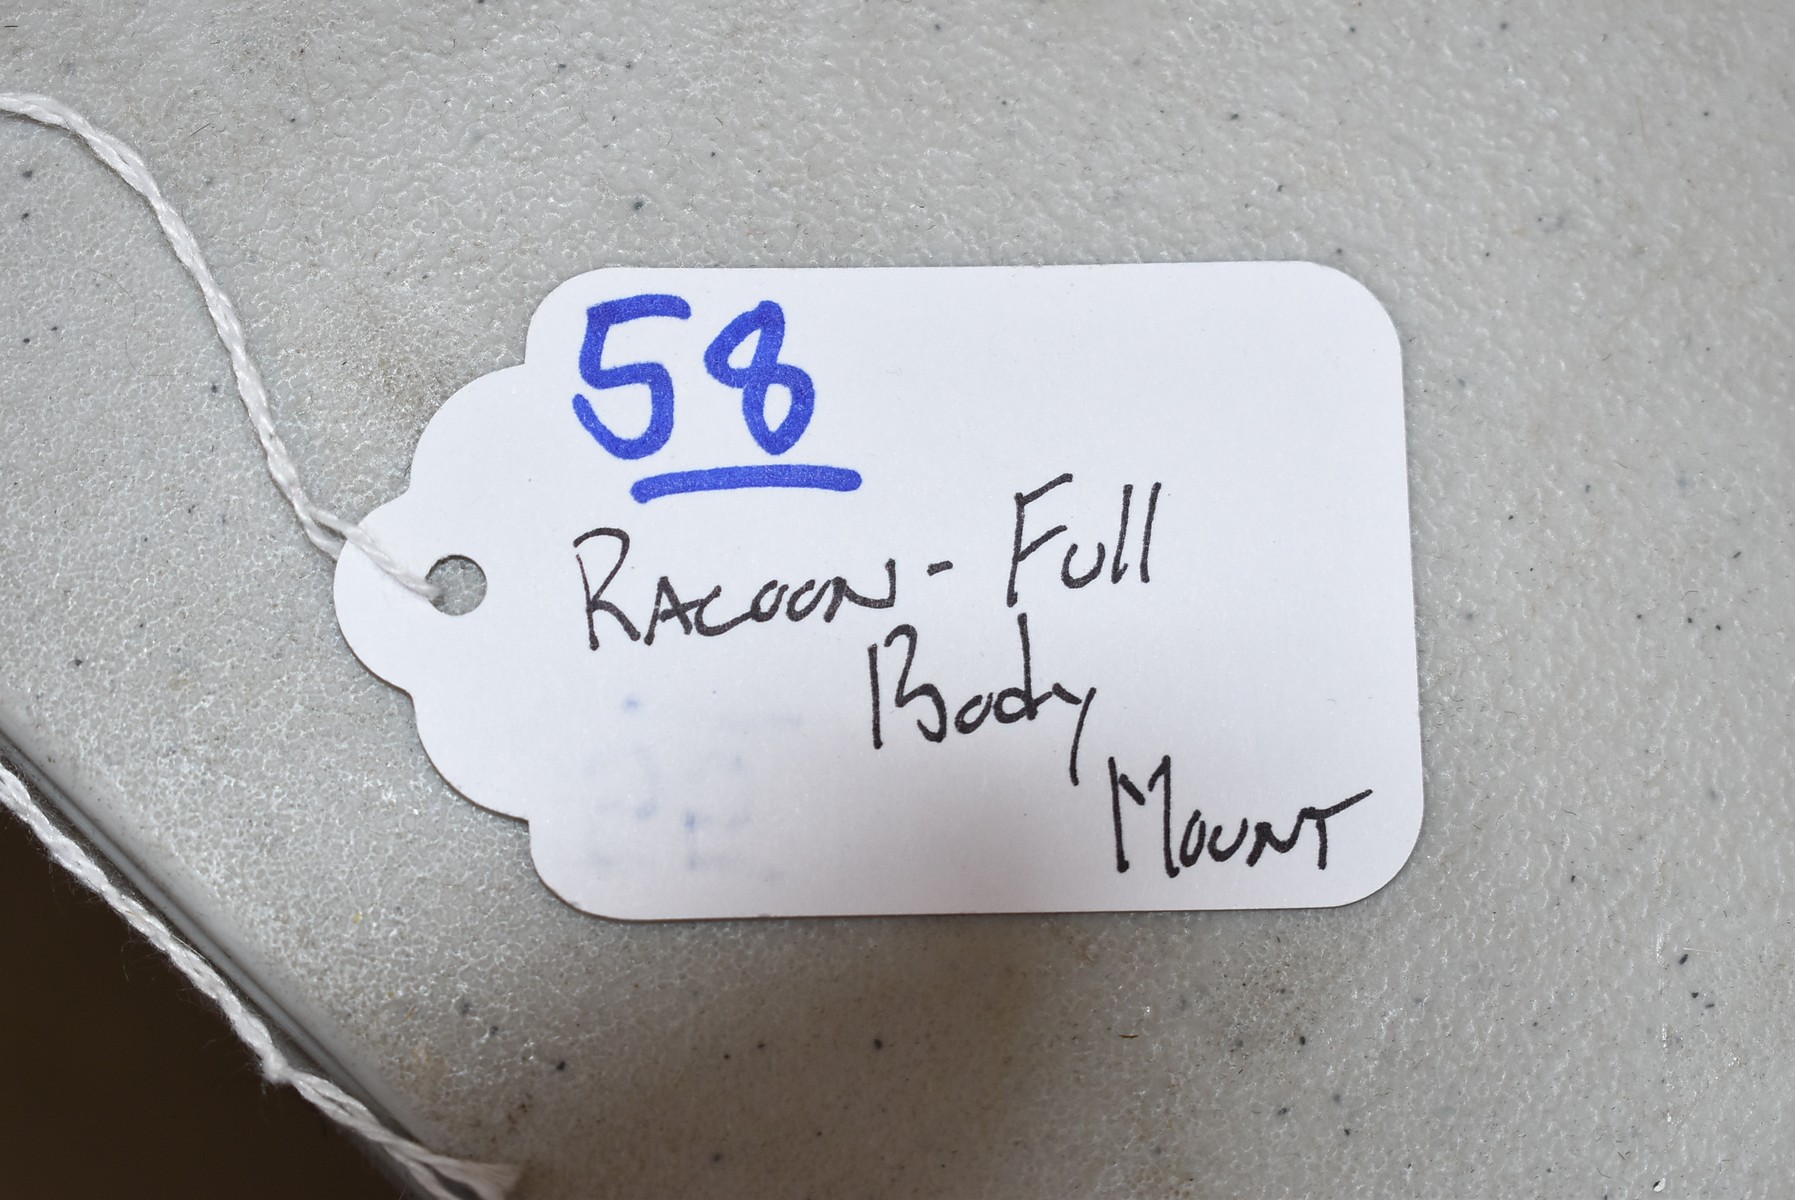 58
Racoon - Full
Body
Mount